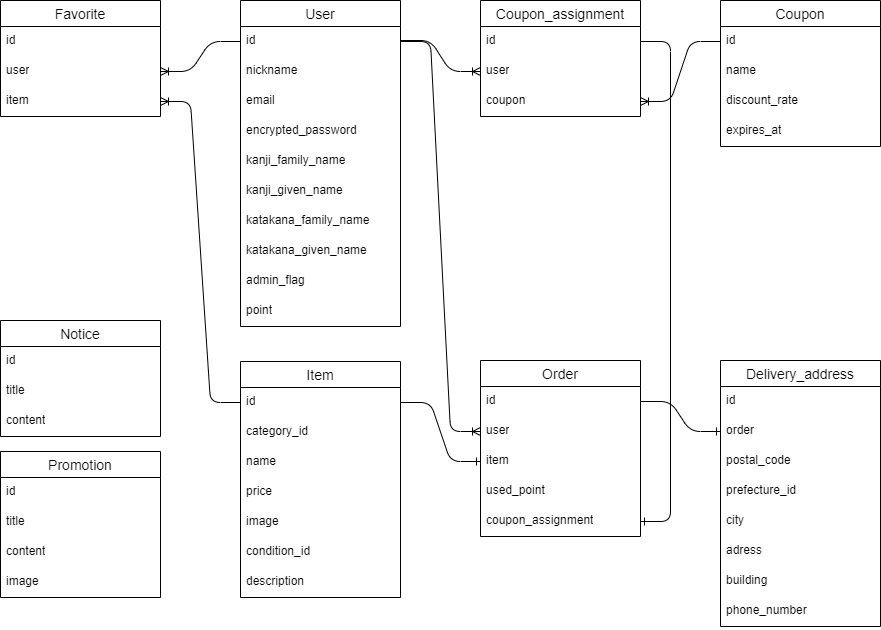 Favorite
id
user
item
User
id
nickname
email
encrypted_password
kanji_family_name
kanji_given_name
katakana_family_name
katakana_given_name
admin_flag
point
Coupon_assignment
id
user
coupon
Coupon
id
name
discount_rate
expires_at
Notice
id
title
content
Promotion
id
title
content
image
Item
id
category_id
name
price
image
condition_id
description
Order
id
user
item
used_point
coupon_assignment
Delivery_address
id
order
postal_code
prefecture_id
city
adress
building
phone_number